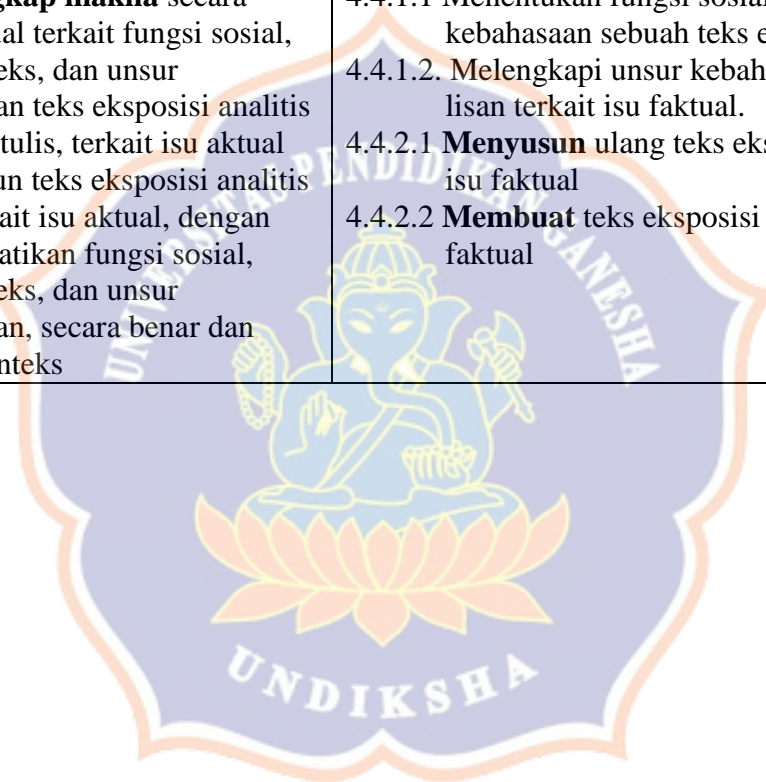 gkap makna secara
ual terkait fungsi sosial,
eks, dan unsur
an teks eksposisi analitis
tulis, terkait isu aktual
un teks eksposisi analitis
ait isu aktual, dengan
atikan fungsi sosial,
eks, dan unsur
an, secara benar dan
nteks
4.4.1.1 Menentukan fungsi sosial
kebahasaan sebuah teks e
4.4.1.2. Melengkapi unsur kebah
lisan terkait isu faktual.
4.4.2.1 Menyusun ulang teks eks
isu faktual
4.4.2.2 Membuat teks eksposisi
faktual
UNIVERSITAS PENDIDIKAN GANESHA
UNDIKSHA